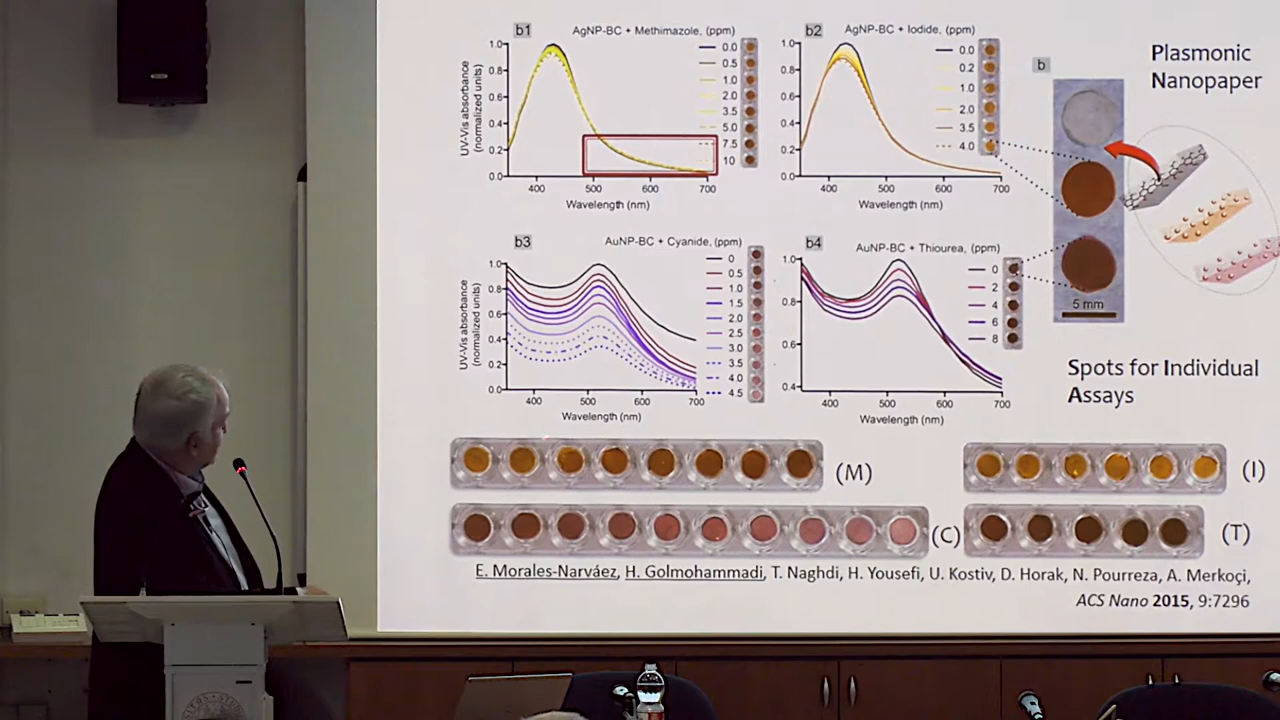 b1
AgNP-BC + Methimazole, (ppm)
UV-Vis absorbance
(normalized units)
1.0
0.8
0.6
0.4
0.2
0.0
400
500
600
700
Wavelength (nm)
0.0
0.5
1.0
2.0
3.5
5.0
7.5
10
b2
AgNP-BC + Iodide, (ppm)
1.0
0.8
0.6
0.4
0.2
0.0
400
500
600
700
Wavelength (nm)
0.0
0.2
1.0
2.0
3.5
4.0
b
Plasmonic
Nanopaper
5 mm
b3
AuNP-BC + Cyanide, (ppm)
UV-Vis absorbance
(normalized units)
1.0
0.8
0.6
0.4
0.2
0.0
400
500
600
700
Wavelength (nm)
0
0.5
1.0
1.5
2.0
2.5
3.0
3.5
4.0
4.5
b4
AuNP-BC + Thiourea, (ppm)
1.0
0.8
0.6
0.4
400
500
600
700
Wavelength (nm)
0
2
4
6
8
Spots for Individual
Assays
(M)
(I)
(C)
(T)
E. Morales-Narváez, H. Golmohammadi, T. Naghdi, H. Yousefi, U. Kostiv, D. Horak, N. Pourreza, A. Merkoçi,
ACS Nano 2015, 9:7296